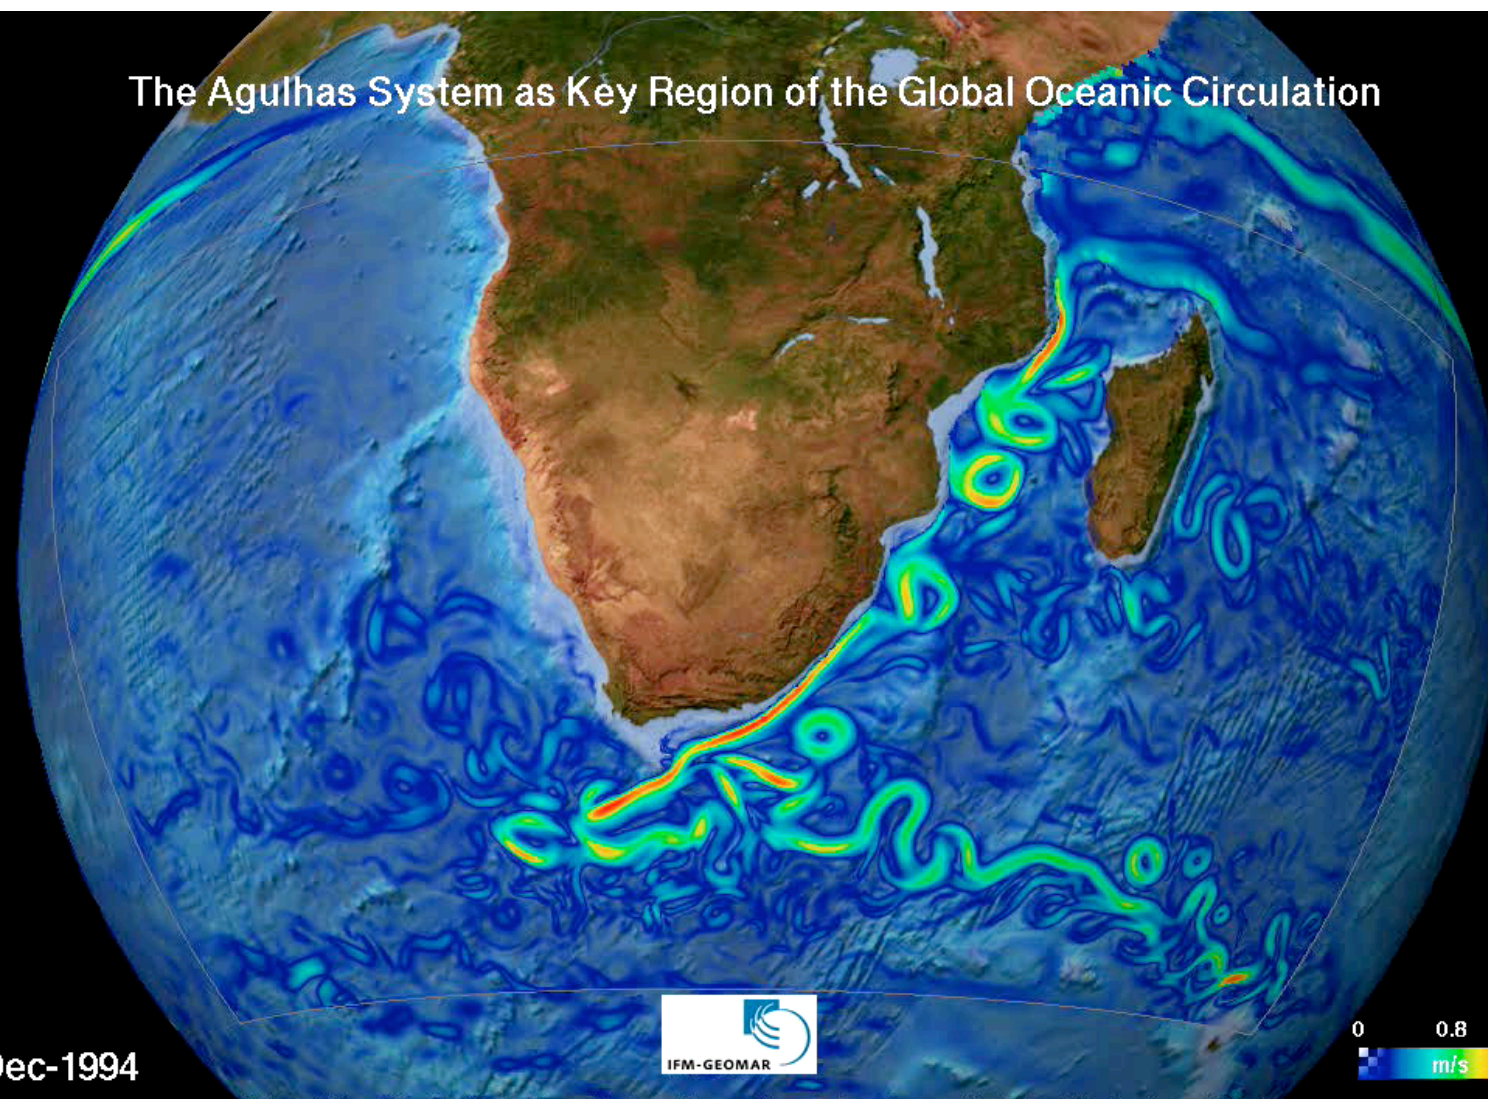 The Agulhas System as Key Region of the Global Oceanic Circulation
0 0.8
m/s
ec-1994
IFM-GEOMAR